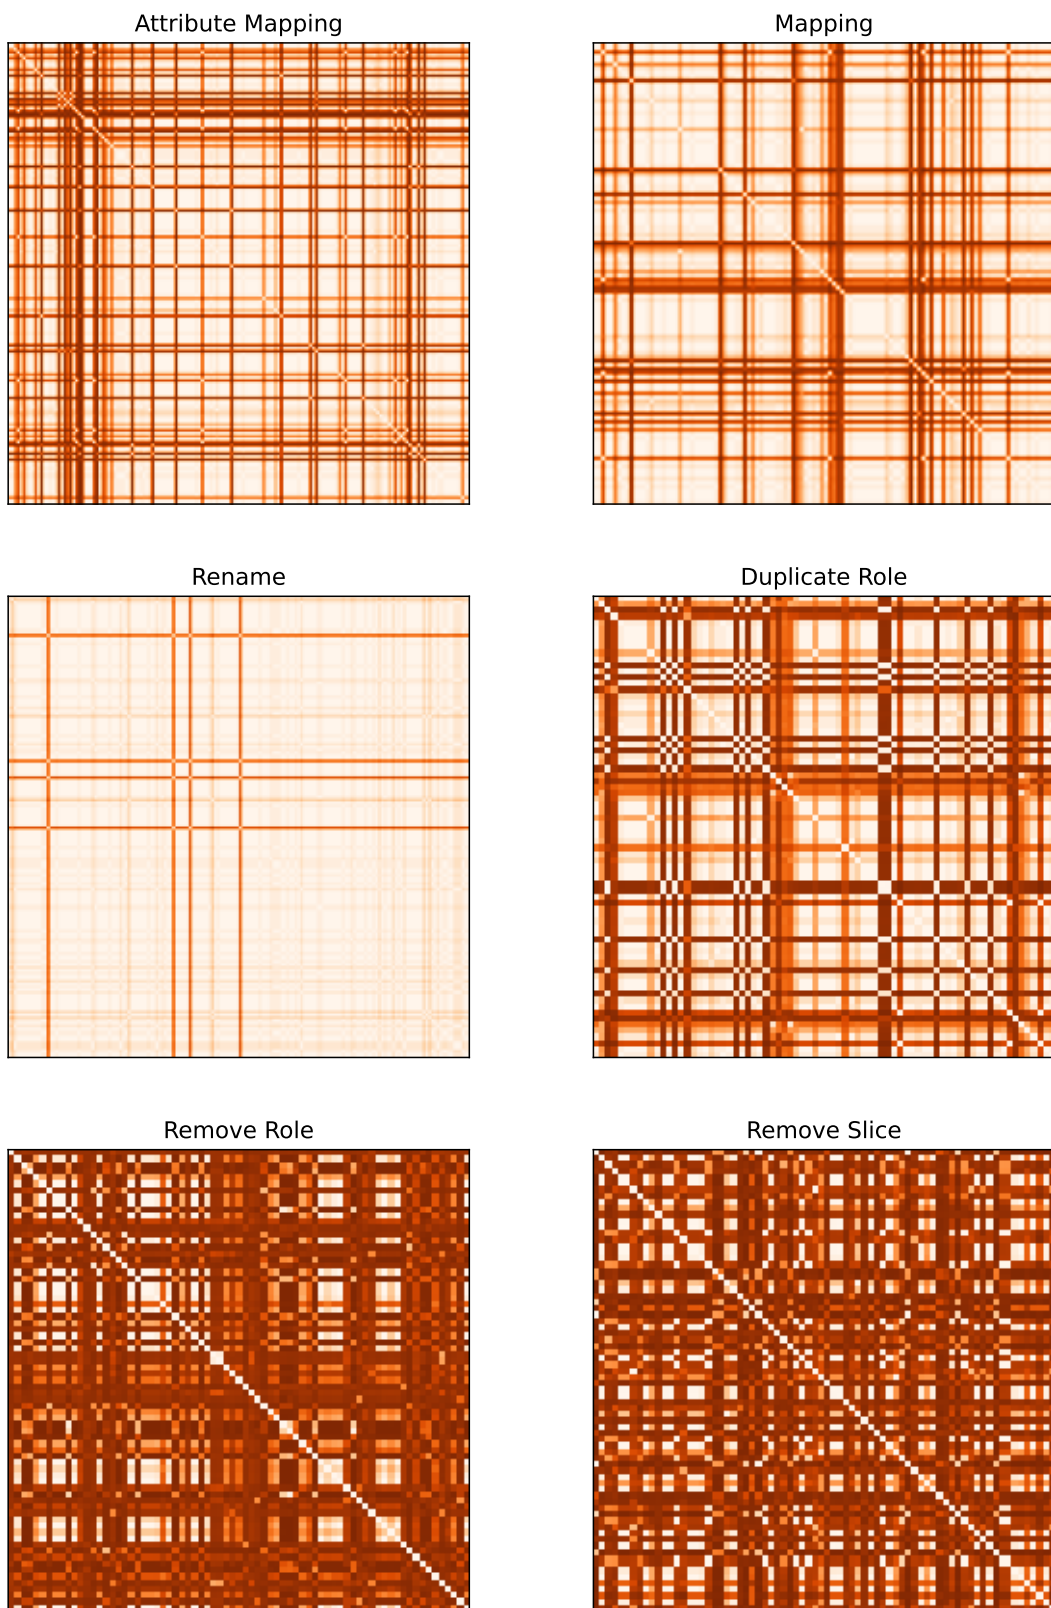 Attribute Mapping
Mapping
Rename
Duplicate Role
Remove Role
Remove Slice